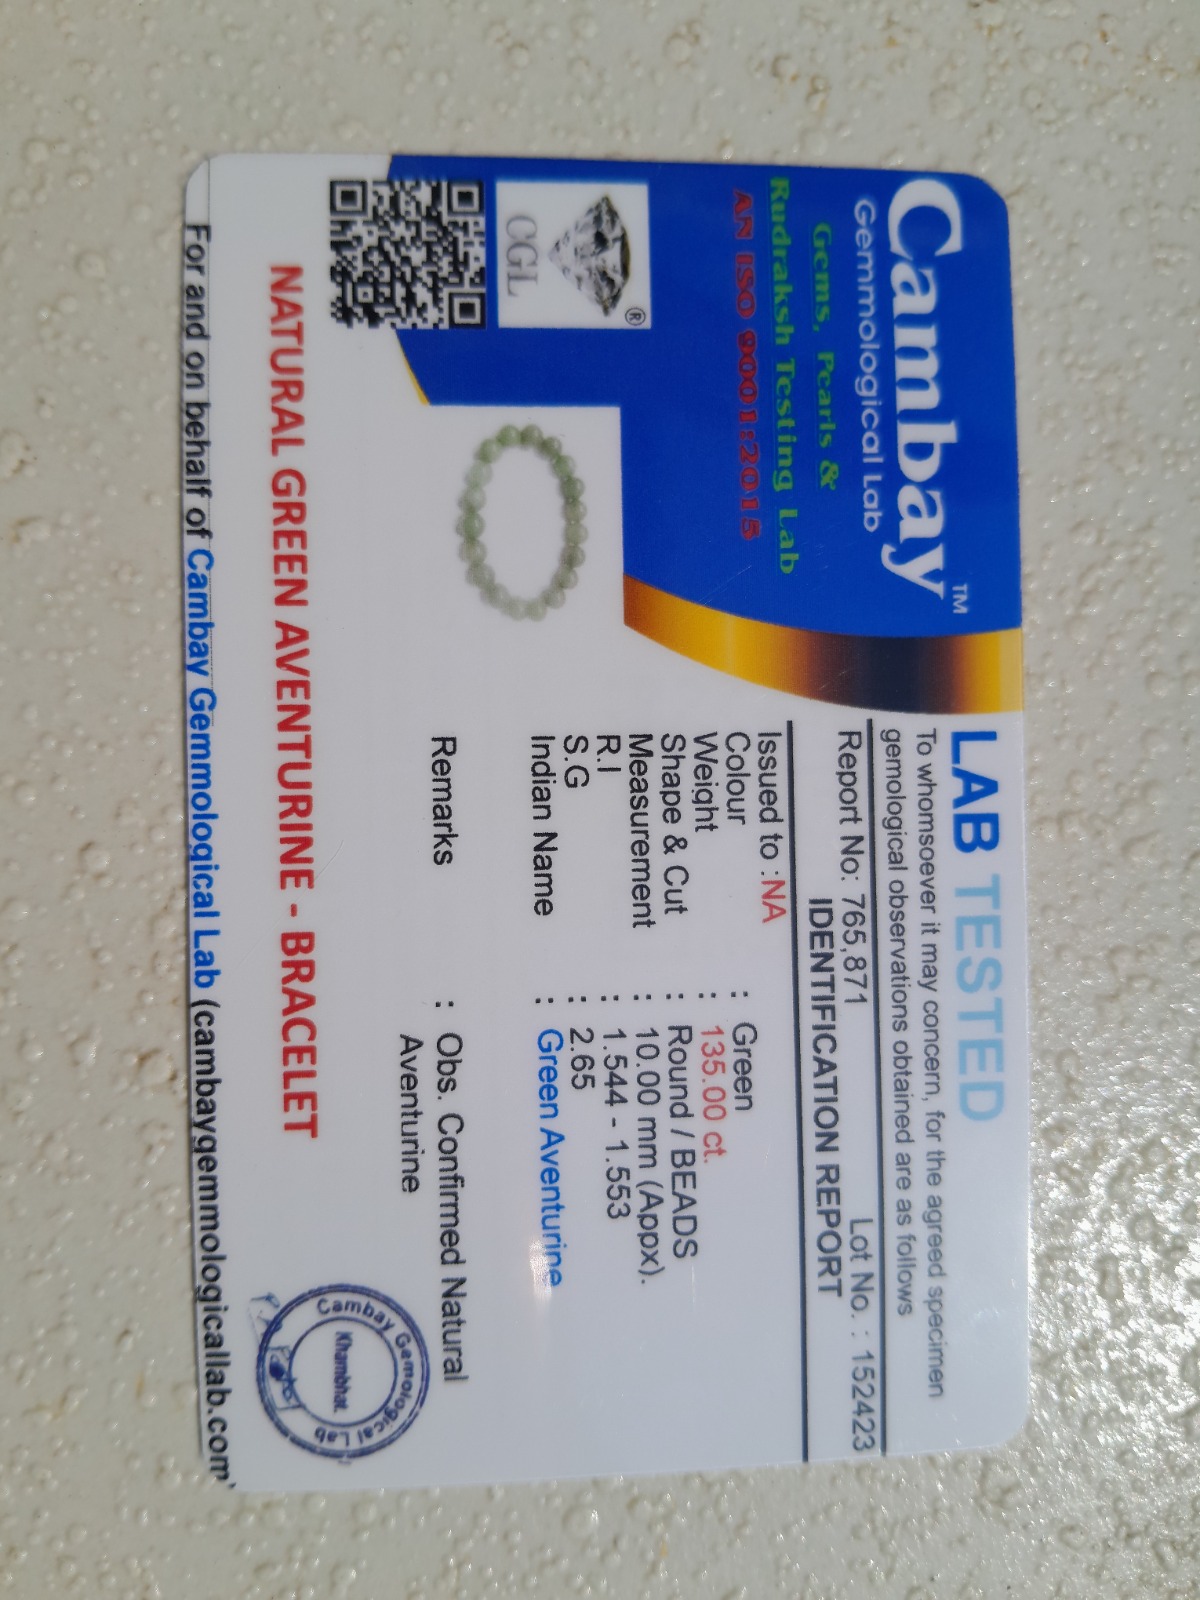 Cambay™
Gemmological Lab
Gems, Pearls &
Rudraksh Testing Lab
AN ISO 9001:2015
CGL
®
LAB TESTED
To whomsoever it may concern, for the agreed specimen
gemological observations obtained are as follows
Report No: 765,871 Lot No. : 152423
IDENTIFICATION REPORT
Issued to : NA
Colour : Green
Weight : 135.00 ct.
Shape & Cut : Round / BEADS
Measurement : 10.00 mm (Appx).
R.I : 1.544 - 1.553
S.G : 2.65
Indian Name : Green Aventurine
Remarks : Obs. Confirmed Natural
Aventurine
NATURAL GREEN AVENTURINE - BRACELET
Cambay Gemological Lab
Khambhat.
For and on behalf of Cambay Gemmological Lab (cambaygemmologicallab.com